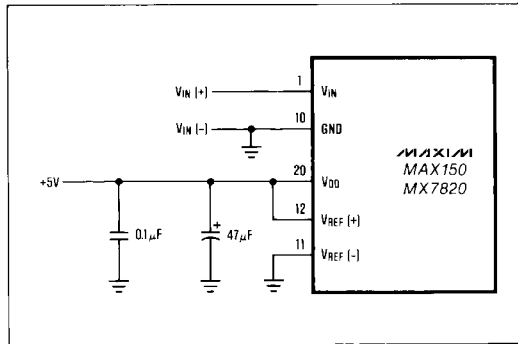 1
VIN (+)
VIN
10
VIN (-)
GND
MAXIM
MAX150
MX7820
20
+5V
VDD
12
VREF (+)
0.1µF
+
47µF
11
VREF (-)